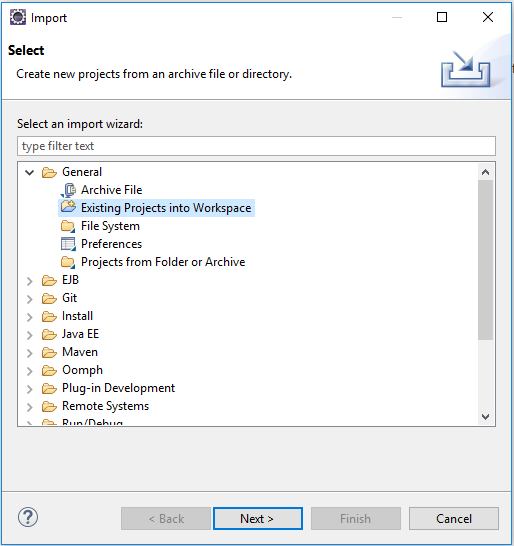 Import
Select
Create new projects from an archive file or directory.
Select an import wizard:
type filter text
General
Archive File
Existing Projects into Workspace
File System
Preferences
Projects from Folder or Archive
EJB
Git
Install
Java EE
Maven
Oomph
Plug-in Development
Remote Systems
Run/Debug
?
< Back
Next >
Finish
Cancel